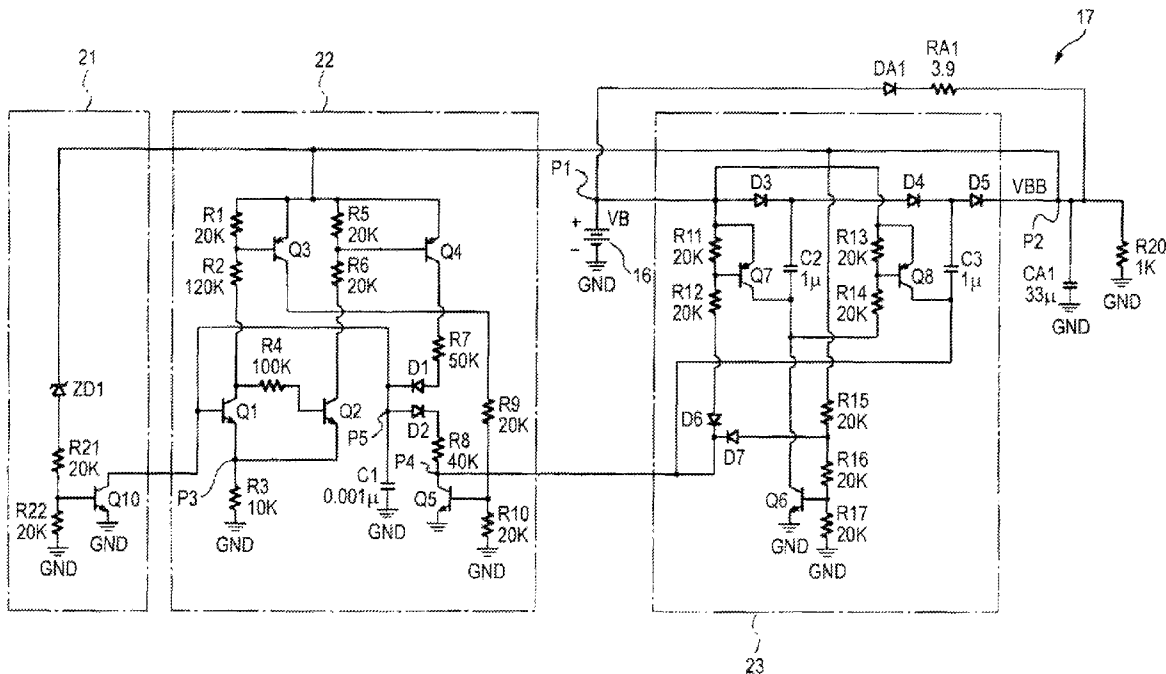 17
21
22
RA1
3.9
DA1
P1
VB
+
−
16
GND
D3
D4
D5
VBB
P2
R1
20K
Q3
R5
20K
Q4
R2
120K
R6
20K
R11
20K
Q7
C2
1μ
R13
20K
Q8
C3
1μ
R12
20K
R14
20K
CA1
33μ
GND
R20
1K
GND
R4
100K
D1
R7
50K
ZD1
Q1
Q2
P5
D2
R9
20K
D6
D7
R15
20K
R21
20K
P4
R8
40K
R16
20K
R22
20K
Q10
GND
GND
P3
R3
10K
GND
C1
0.001μ
GND
Q5
GND
R10
20K
GND
Q6
GND
R17
20K
GND
23